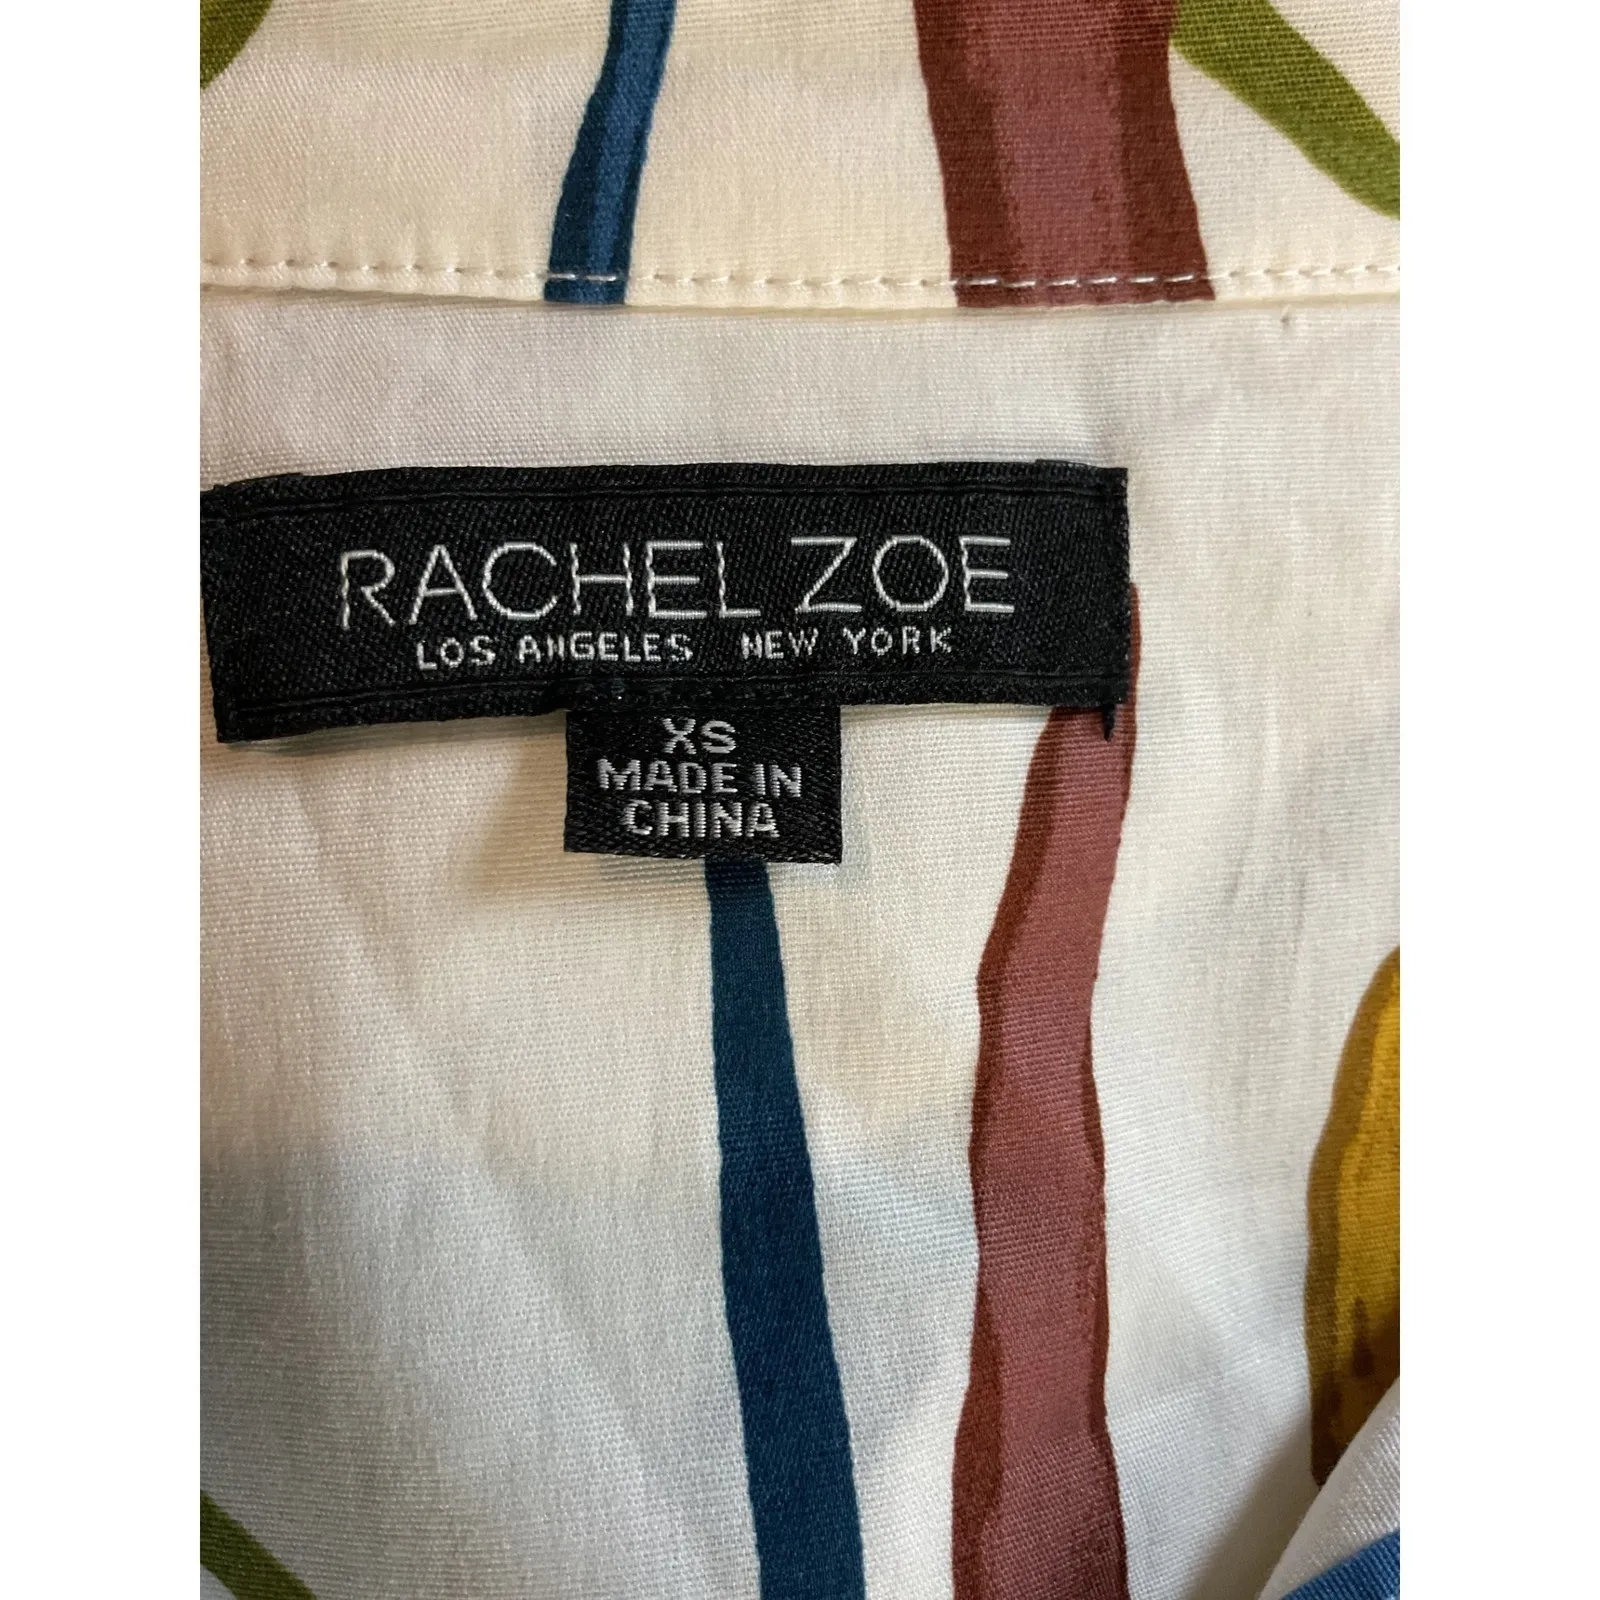 RACHEL ZOE
LOS ANGELES NEW YORK
XS
MADE IN
CHINA